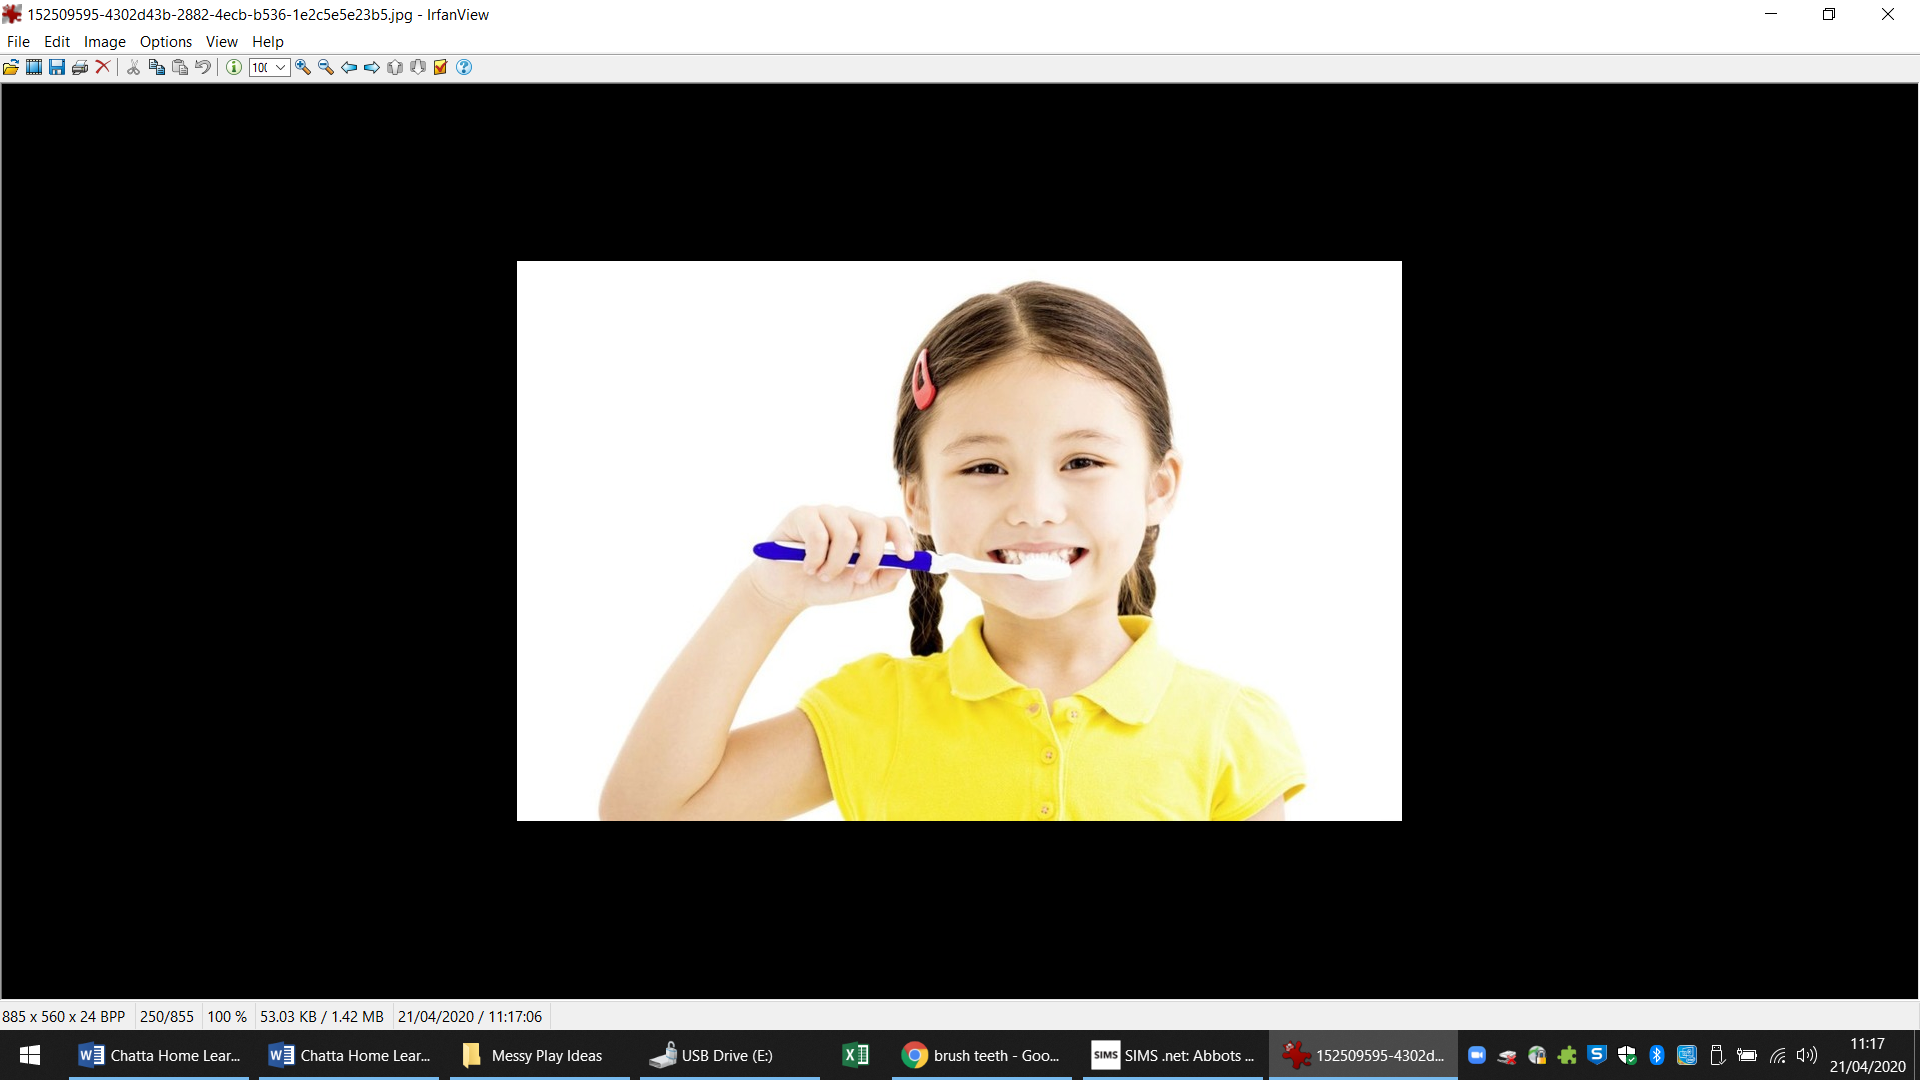 152509595-4302d43b-2882-4ecb-b536-1e2c5e5e23b5.jpg - IrfanView
File Edit Image Options View Help
885 x 560 x 24 BPP 250/855 100 % 53.03 KB / 1.42 MB 21/04/2020 / 11:17:06
Chatta Home Lear... Chatta Home Lear... Messy Play Ideas USB Drive (E:) brush teeth - Goo... SIMS SIMS .net: Abbots ... 152509595-4302d... 11:17
21/04/2020